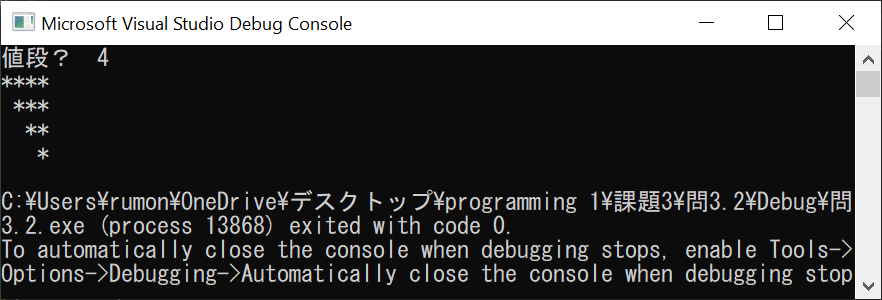 Microsoft Visual Studio Debug Console
値段？ 4
****
 ***
  **
   *
C:¥Users¥rumon¥OneDrive¥デスクトップ¥programming 1¥課題3¥問3.2¥Debug¥問
3.2.exe (process 13868) exited with code 0.
To automatically close the console when debugging stops, enable Tools->
Options->Debugging->Automatically close the console when debugging stop